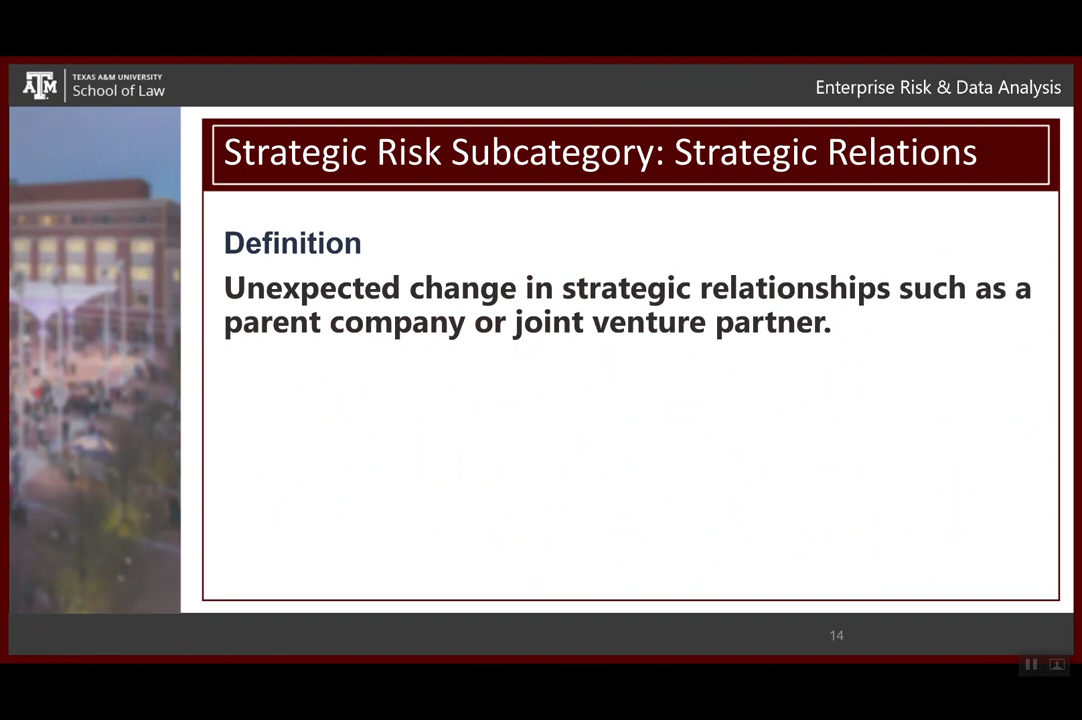 TEXAS A&M UNIVERSITY
School of Law
Enterprise Risk & Data Analysis
Strategic Risk Subcategory: Strategic Relations
Definition
Unexpected change in strategic relationships such as a
parent company or joint venture partner.
14